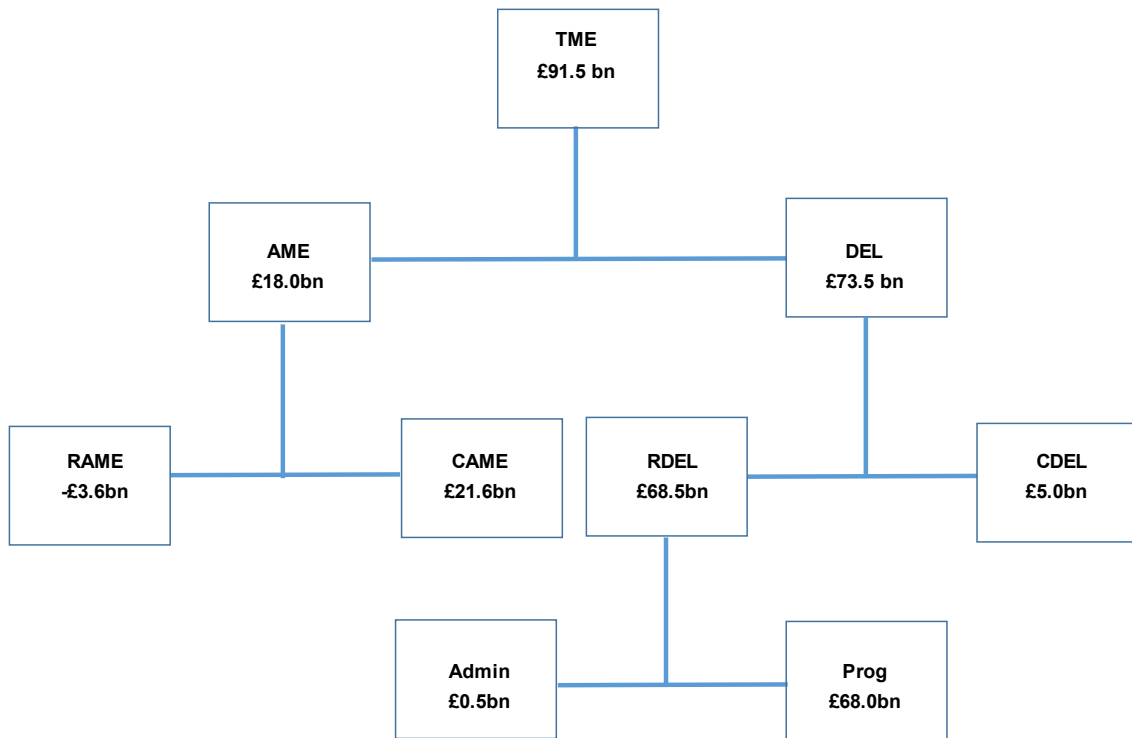 TME
£91.5 bn
AME
£18.0bn
DEL
£73.5 bn
RAME
-£3.6bn
CAME
£21.6bn
RDEL
£68.5bn
CDEL
£5.0bn
Admin
£0.5bn
Prog
£68.0bn